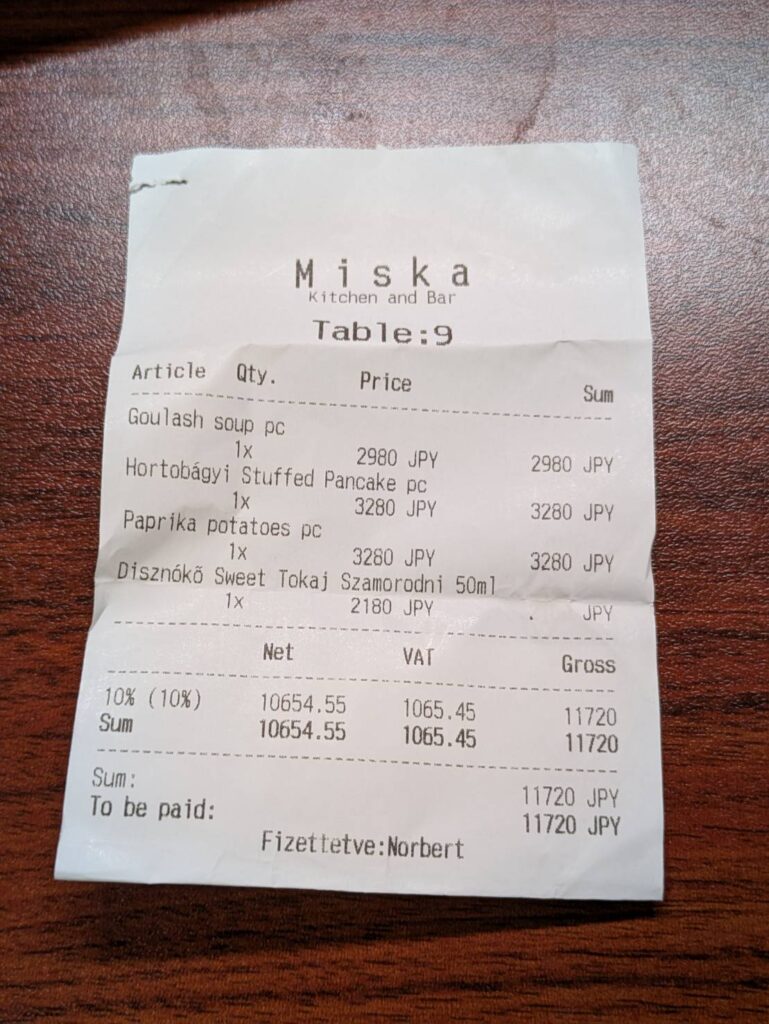 Miska
Kitchen and Bar
Table:9
Article Qty. Price Sum
Goulash soup pc
1x 2980 JPY 2980 JPY
Hortobágyi Stuffed Pancake pc
1x 3280 JPY 3280 JPY
Paprika potatoes pc
1x 3280 JPY 3280 JPY
Disznókõ Sweet Tokaj Szamorodni 50ml
1x 2180 JPY JPY
Net VAT Gross
10% (10%) 10654.55 1065.45 11720
Sum 10654.55 1065.45 11720
Sum: 11720 JPY
To be paid: 11720 JPY
Fizettetve:Norbert